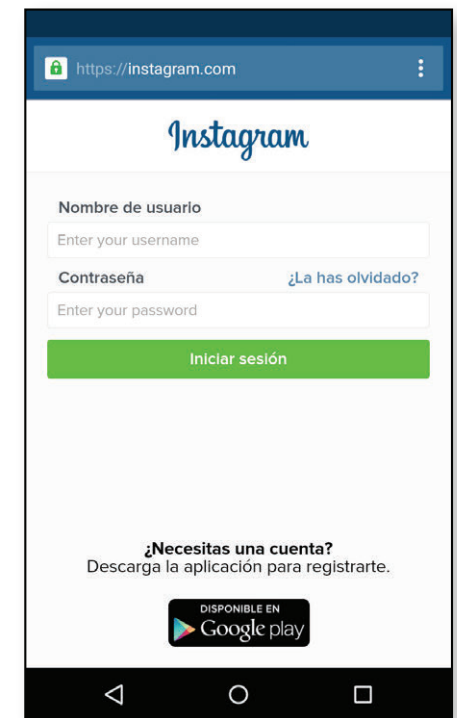 https://instagram.com
Instagram
Nombre de usuario
Enter your username
Contraseña ¿La has olvidado?
Enter your password
Iniciar sesión
¿Necesitas una cuenta?
Descarga la aplicación para registrarte.
DISPONIBLE EN
Google play